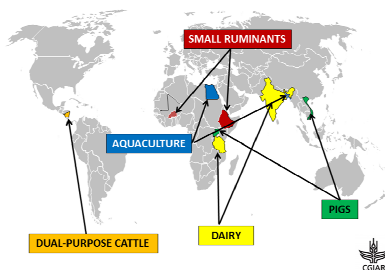 SMALL RUMINANTS
AQUACULTURE
PIGS
DAIRY
DUAL-PURPOSE CATTLE
CGIAR